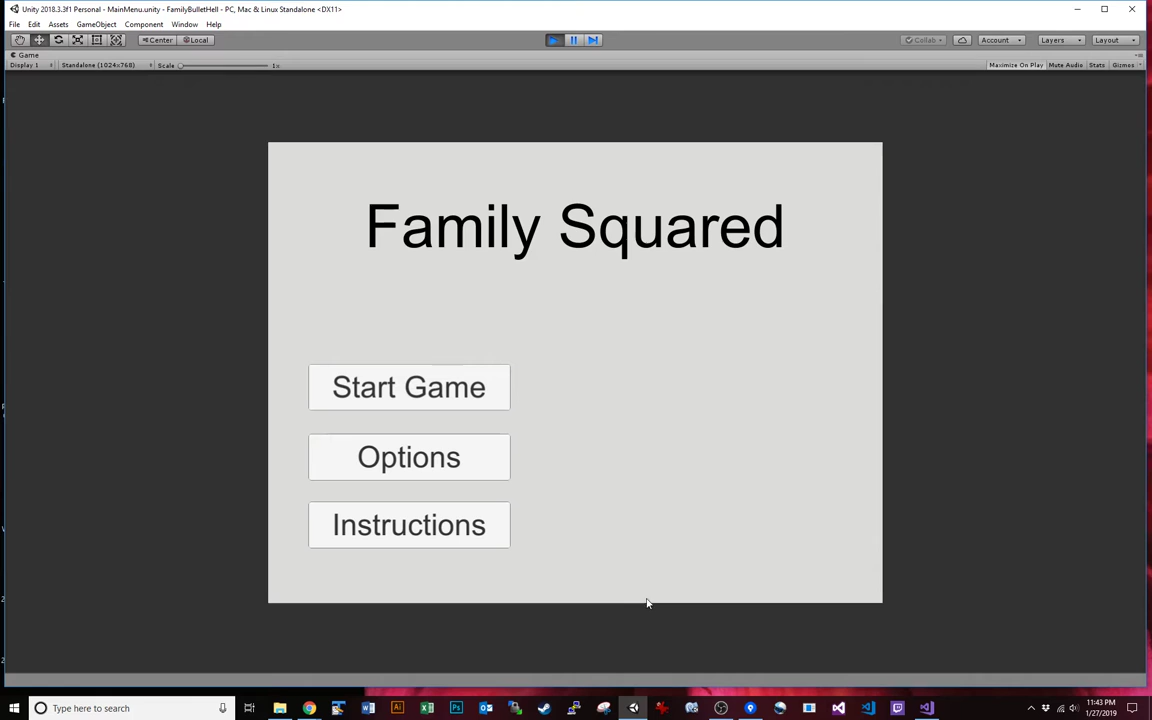 Unity 2018.3.3f1 Personal - MainMenu.unity - FamilyBulletHell - PC, Mac & Linux Standalone <DX11>
File Edit Assets GameObject Component Window Help
Center Local Collab Account Layers Layout
Game
Display 1 Standalone (1024x768) Scale 1x Maximize On Play Mute Audio Stats Gizmos
Family Squared
Start Game
Options
Instructions
Type here to search
11:43 PM
1/27/2019